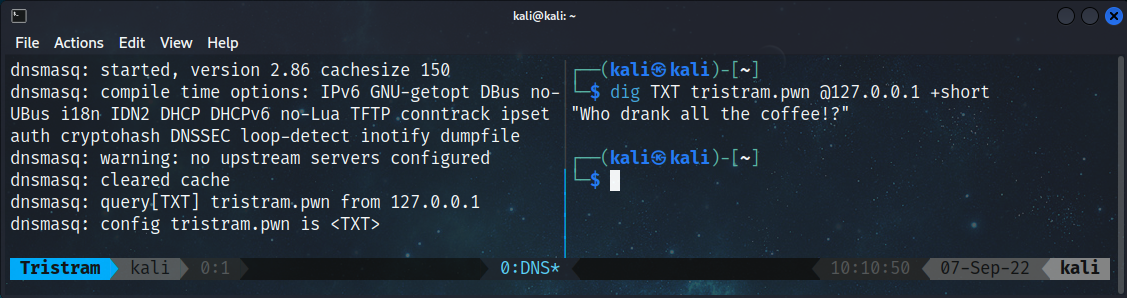 kali@kali: ~
File Actions Edit View Help
dnsmasq: started, version 2.86 cachesize 150
dnsmasq: compile time options: IPv6 GNU-getopt DBus no-
UBus i18n IDN2 DHCP DHCPv6 no-Lua TFTP conntrack ipset
auth cryptohash DNSSEC loop-detect inotify dumpfile
dnsmasq: warning: no upstream servers configured
dnsmasq: cleared cache
dnsmasq: query[TXT] tristram.pwn from 127.0.0.1
dnsmasq: config tristram.pwn is <TXT>
┌──(kali㉿kali)-[~]
└─$ dig TXT tristram.pwn @127.0.0.1 +short
"Who drank all the coffee!?"
┌──(kali㉿kali)-[~]
└─$
Tristram kali 0:1 0:DNS* 10:10:50 07-Sep-22 kali